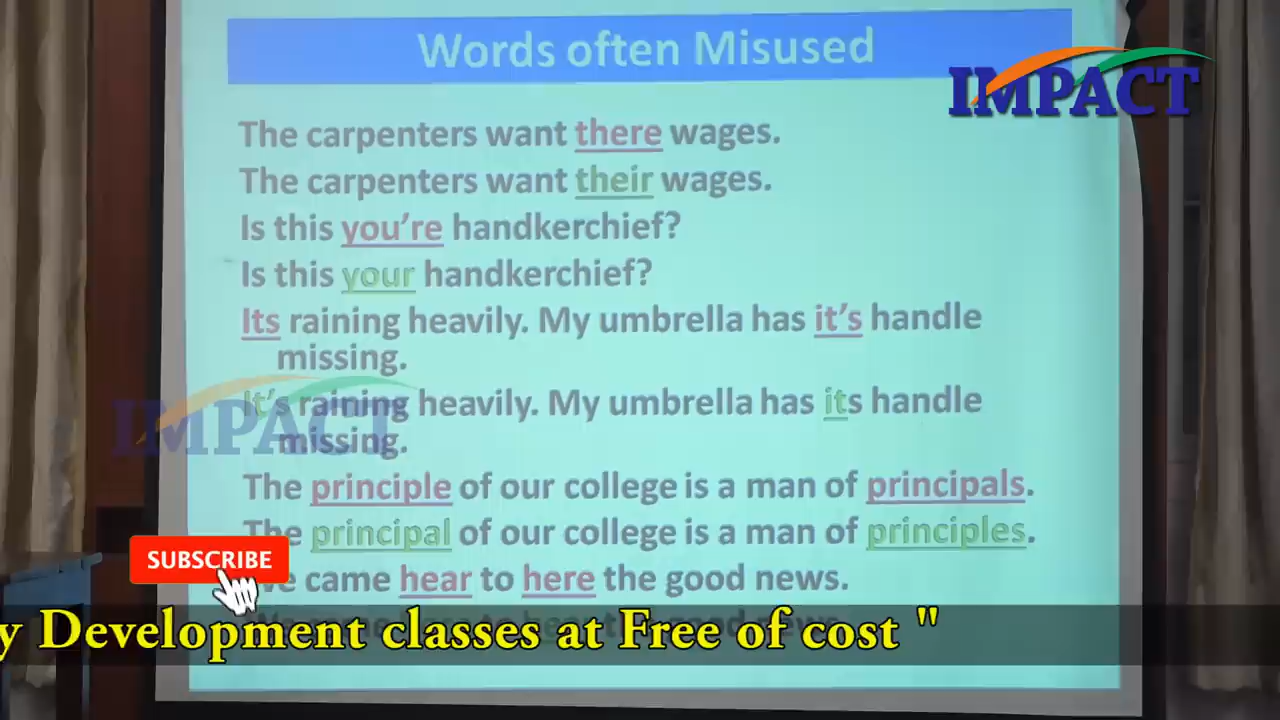 Words often Misused
IMPACT
The carpenters want there wages.
The carpenters want their wages.
Is this you're handkerchief?
Is this your handkerchief?
Its raining heavily. My umbrella has it's handle
missing.
It's raining heavily. My umbrella has its handle
missing.
IMPACT
The principle of our college is a man of principals.
The principal of our college is a man of principles.
SUBSCRIBE
We came hear to here the good news.
y Development classes at Free of cost "